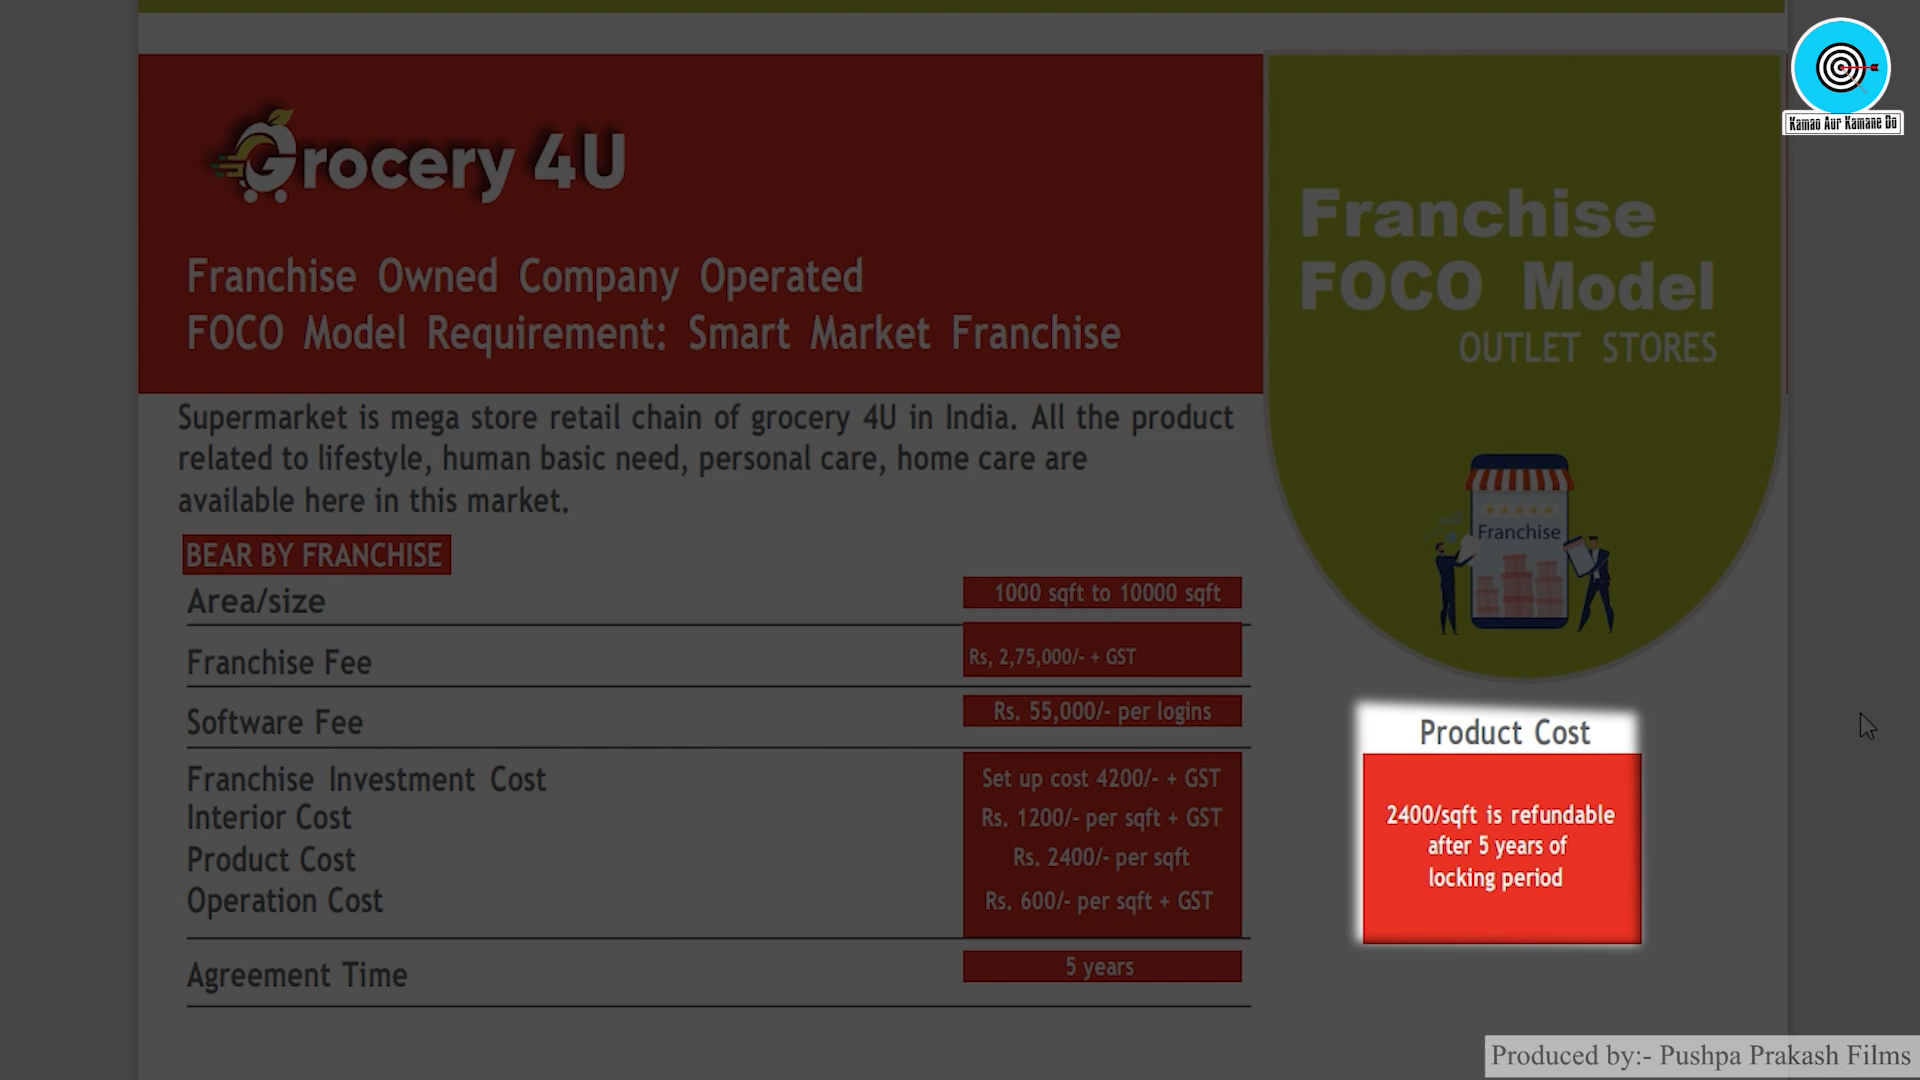 Kamao Aur Kamane Do
Grocery 4U
Franchise Owned Company Operated
FOCO Model Requirement: Smart Market Franchise
Franchise
FOCO Model
OUTLET STORES
Supermarket is mega store retail chain of grocery 4U in India. All the product
related to lifestyle, human basic need, personal care, home care are
available here in this market.
Franchise
BEAR BY FRANCHISE
Area/size 1000 sqft to 10000 sqft
Franchise Fee Rs, 2,75,000/- + GST
Software Fee Rs. 55,000/- per logins
Franchise Investment Cost Set up cost 4200/- + GST
Interior Cost Rs. 1200/- per sqft + GST
Product Cost Rs. 2400/- per sqft
Operation Cost Rs. 600/- per sqft + GST
Agreement Time 5 years
Product Cost
2400/sqft is refundable
after 5 years of
locking period
Produced by:- Pushpa Prakash Films